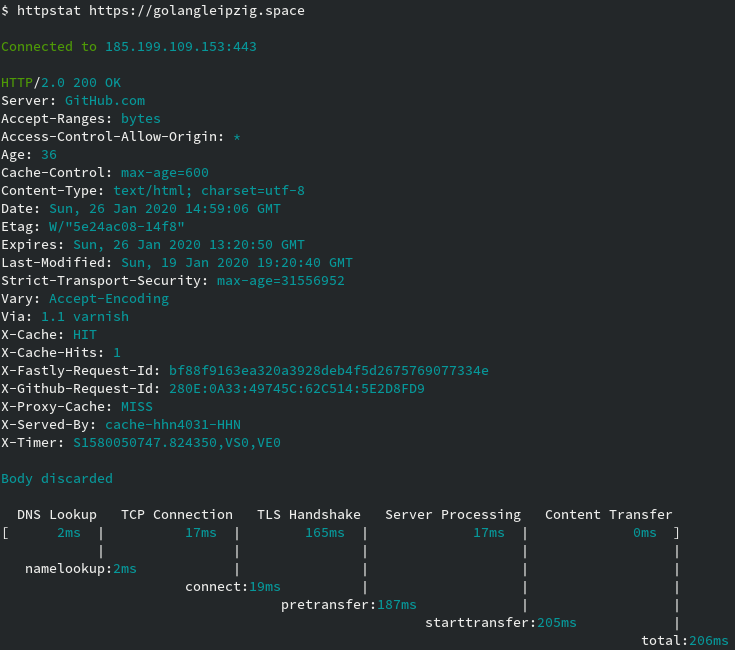 $ httpstat https://golangleipzig.space
Connected to 185.199.109.153:443
HTTP/2.0 200 OK
Server: GitHub.com
Accept-Ranges: bytes
Access-Control-Allow-Origin: *
Age: 36
Cache-Control: max-age=600
Content-Type: text/html; charset=utf-8
Date: Sun, 26 Jan 2020 14:59:06 GMT
Etag: W/"5e24ac08-14f8"
Expires: Sun, 26 Jan 2020 13:20:50 GMT
Last-Modified: Sun, 19 Jan 2020 19:20:40 GMT
Strict-Transport-Security: max-age=31556952
Vary: Accept-Encoding
Via: 1.1 varnish
X-Cache: HIT
X-Cache-Hits: 1
X-Fastly-Request-Id: bf88f9163ea320a3928deb4f5d2675769077334e
X-Github-Request-Id: 280E:0A33:49745C:62C514:5E2D8FD9
X-Proxy-Cache: MISS
X-Served-By: cache-hhn4031-HHN
X-Timer: S1580050747.824350,VS0,VE0
Body discarded
DNS Lookup   TCP Connection   TLS Handshake   Server Processing   Content Transfer
[      2ms  |          17ms  |        165ms  |             17ms  |             0ms  ]
|                |               |                   |                  |
namelookup:2ms            |               |                   |                  |
connect:19ms          |                   |                  |
pretransfer:187ms             |                  |
starttransfer:205ms            |
total:206ms